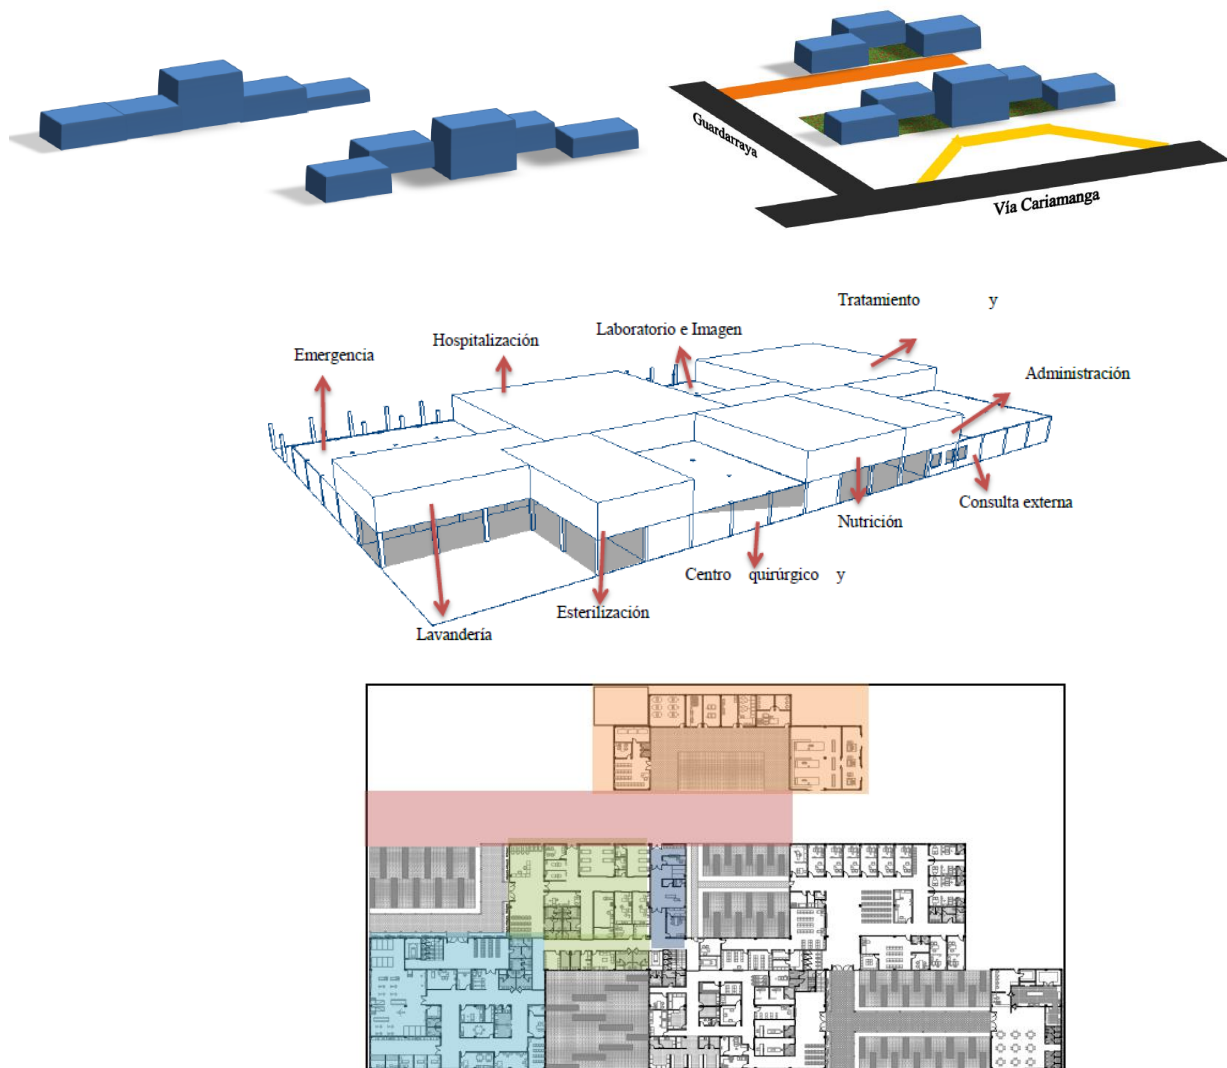 Guardarraya
Vía Cariamanga
Tratamiento y
Laboratorio e Imagen
Hospitalización
Emergencia
Administración
Consulta externa
Nutrición
Centro quirúrgico y
Esterilización
Lavandería